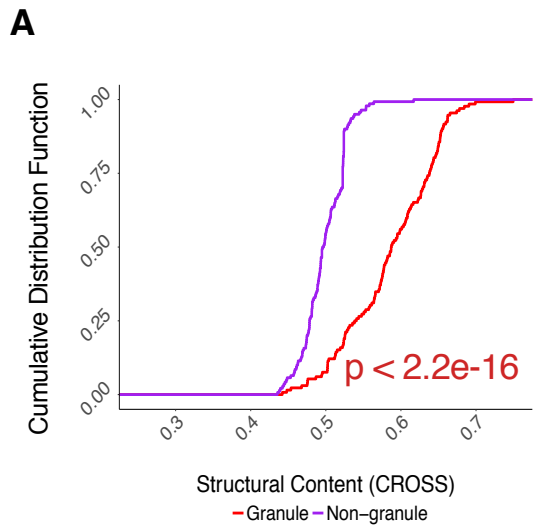 A
Cumulative Distribution Function
1.00
0.75
0.50
0.25
0.00
p < 2.2e-16
0.3 0.4 0.5 0.6 0.7
Structural Content (CROSS)
Granule Non-granule